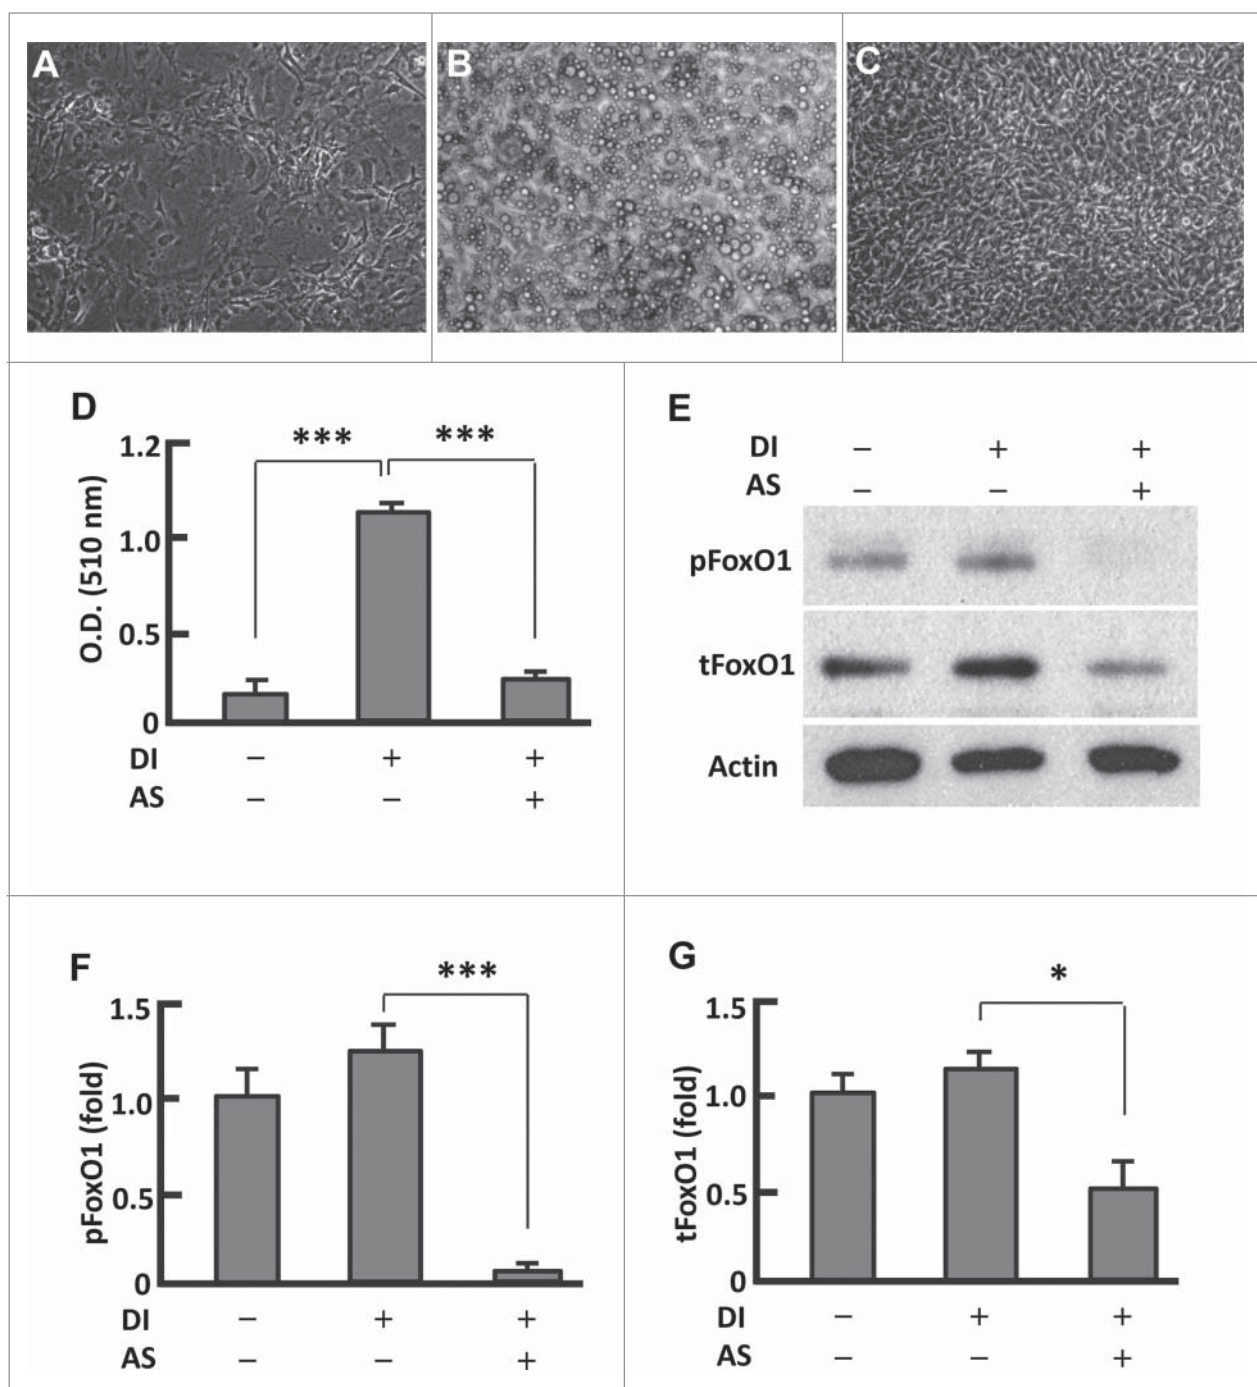 A B C
D
*** ***
1.2
1.0
0.5
0
O.D. (510 nm)
DI − + +
AS − − +
E
DI − + +
AS − − +
pFoxO1
tFoxO1
Actin
F
***
1.5
1.0
0.5
0
pFoxO1 (fold)
DI − + +
AS − − +
G
*
1.5
1.0
0.5
0
tFoxO1 (fold)
DI − + +
AS − − +